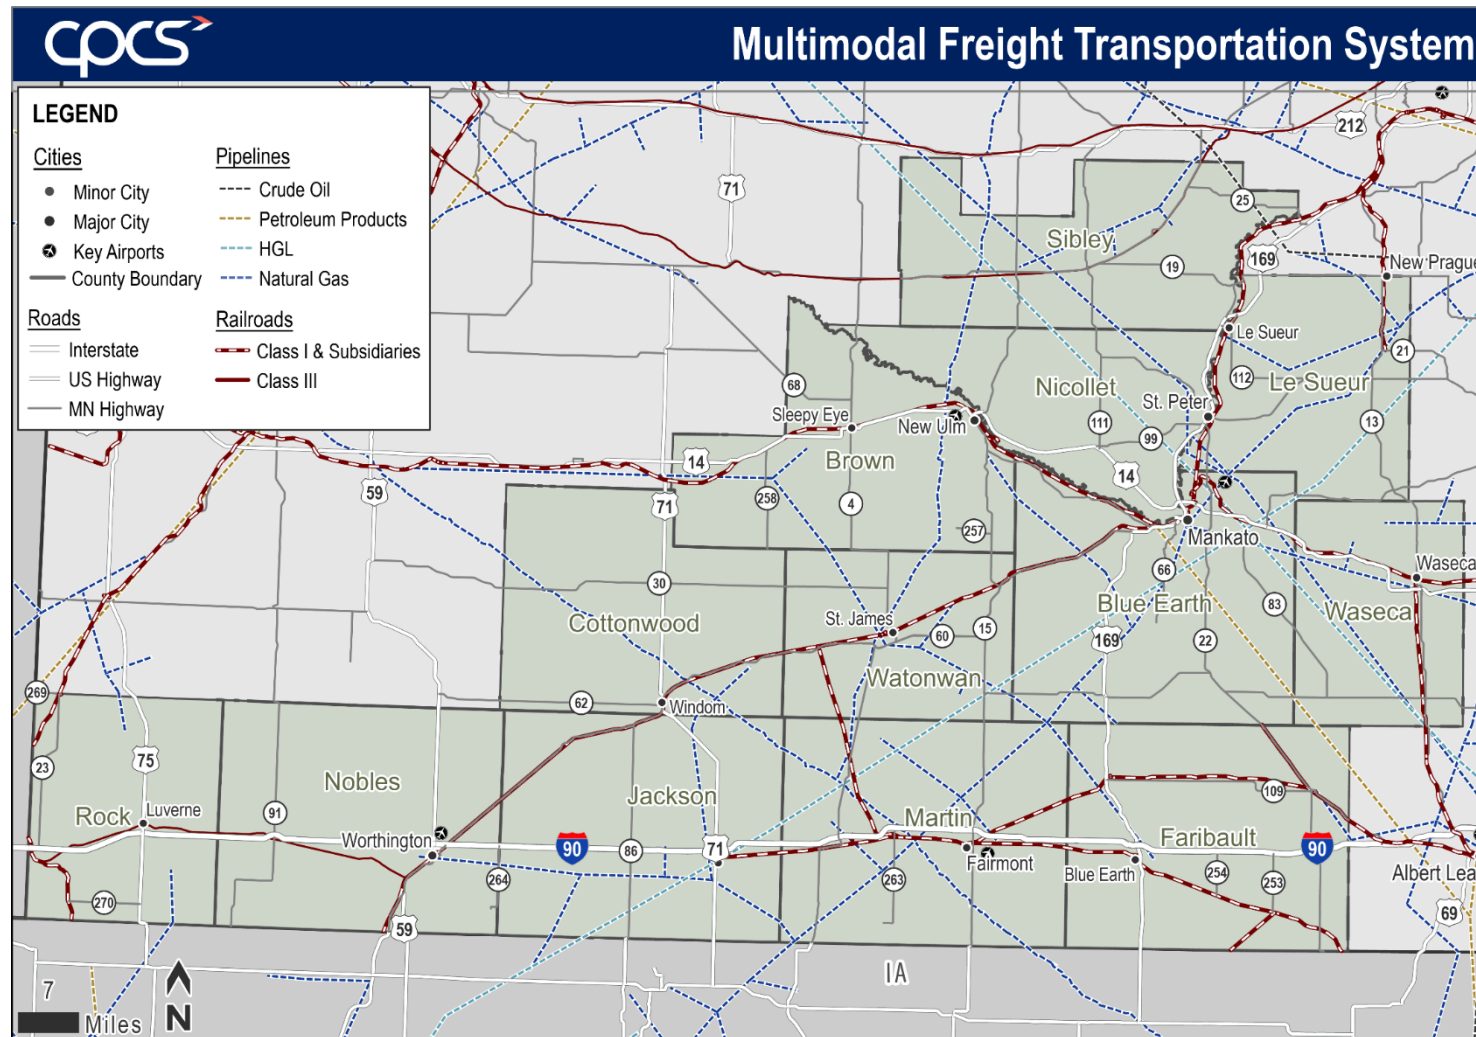 cpcs
Multimodal Freight Transportation System
LEGEND
Cities
Minor City
Major City
Key Airports
County Boundary
Pipelines
Crude Oil
Petroleum Products
HGL
Natural Gas
Roads
Interstate
US Highway
MN Highway
Railroads
Class I & Subsidiaries
Class III
212
71
25
Sibley
19
169
New Prague
Le Sueur
21
68
Nicollet
112
Le Sueur
Sleepy Eye
St. Peter
New Ulm
111
99
13
14
Brown
14
59
71
258
4
257
Mankato
30
66
Waseca
Cottonwood
St. James
Blue Earth
83
Waseca
60
15
169
22
269
62
Windom
Watonwan
75
23
Nobles
Jackson
Rock
Luverne
91
Martin
109
Worthington
90
86
71
Faribault
90
264
263
Fairmont
Blue Earth
254
253
Albert Lea
270
59
69
IA
7
Miles
N